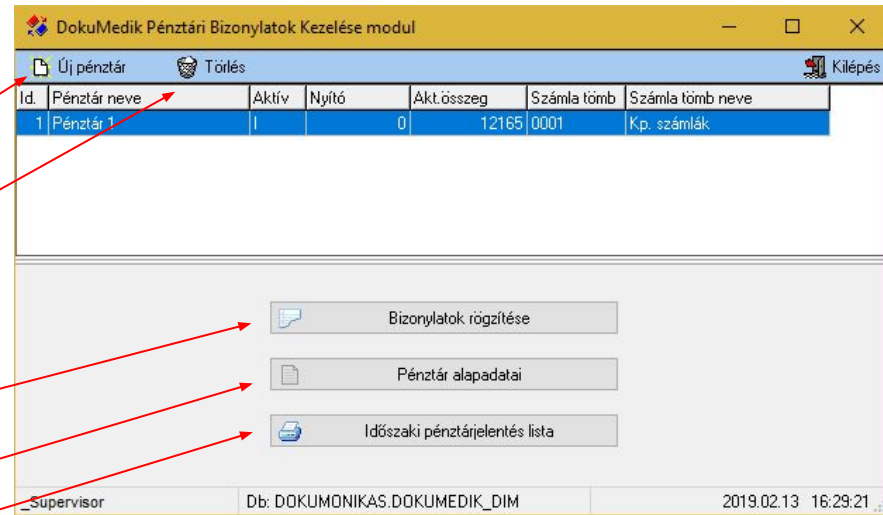 DokuMedik Pénztári Bizonylatok Kezelése modul
Új pénztár Törlés Kilépés
Id. Pénztár neve Aktív Nyitó Akt.összeg Számla tömb Számla tömb neve
1 Pénztár 1 I 0 12165 0001 Kp. számlák
Bizonylatok rögzítése
Pénztár alapadatai
Időszaki pénztárjelentés lista
_Supervisor Db: DOKUMONIKAS.DOKUMEDIK_DIM 2019.02.13 16:29:21